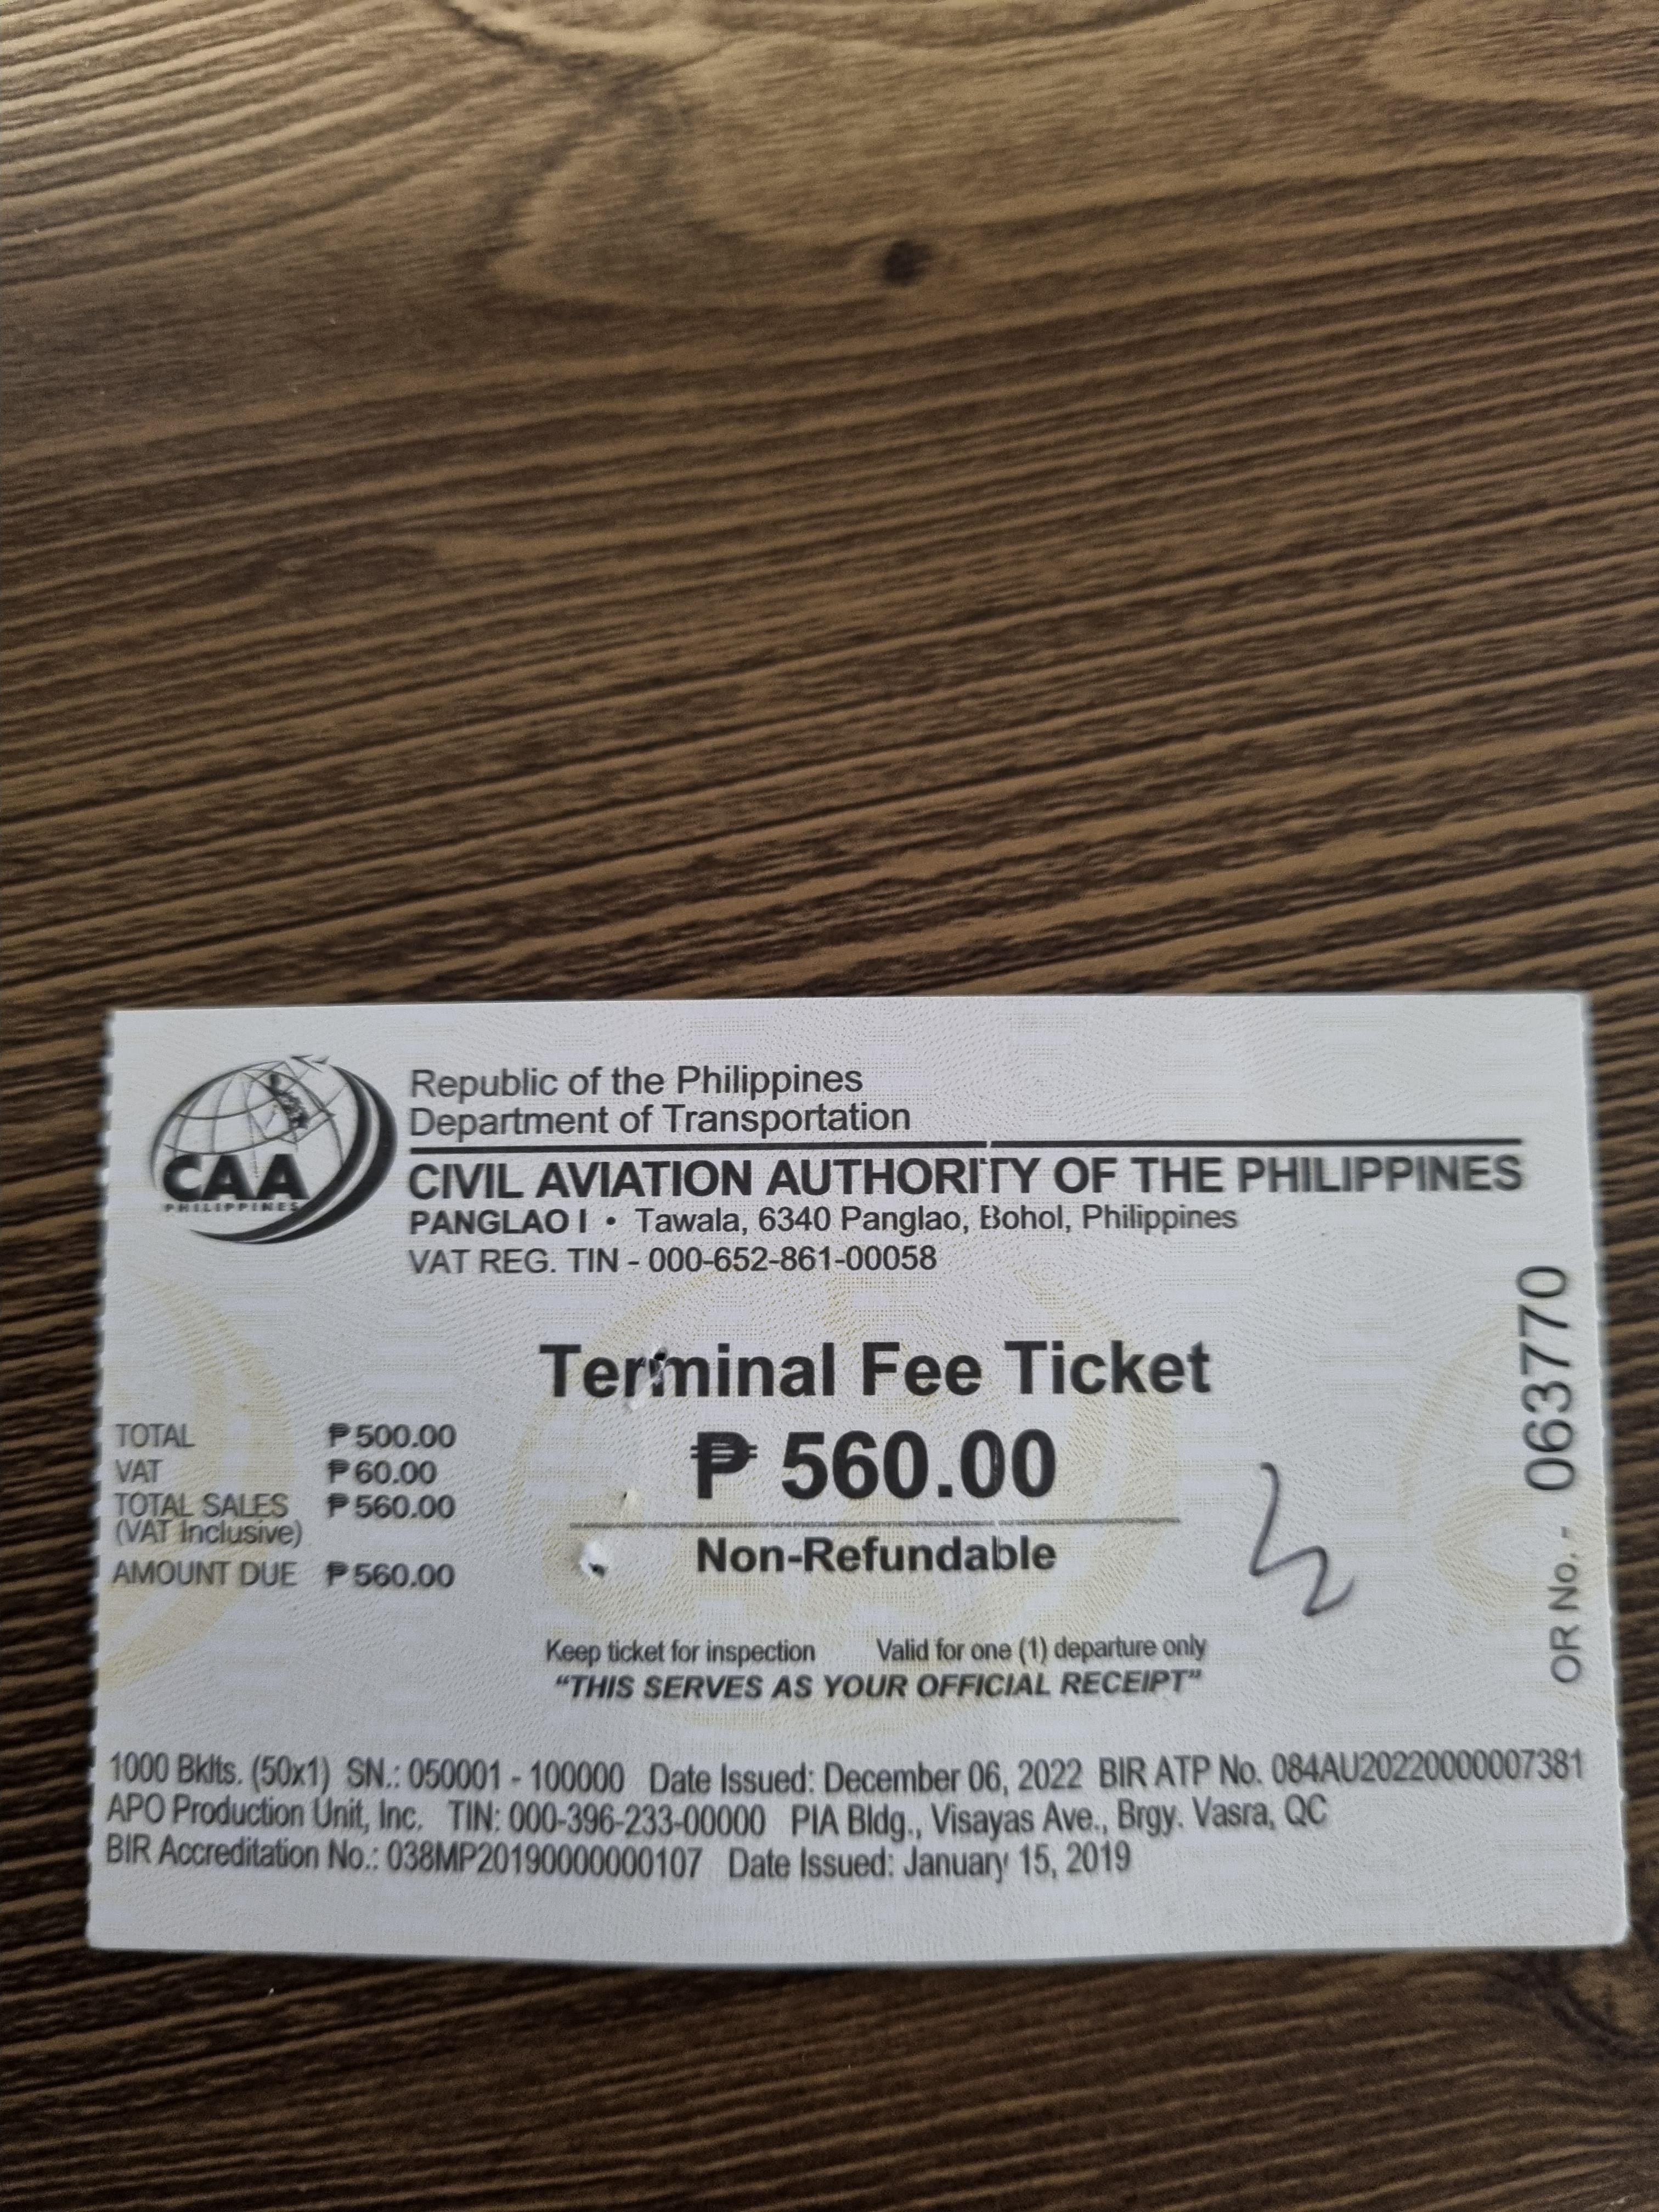 CAA
PHILIPPINES
Republic of the Philippines
Department of Transportation
CIVIL AVIATION AUTHORITY OF THE PHILIPPINES
PANGLAO I • Tawala, 6340 Panglao, Bohol, Philippines
VAT REG. TIN - 000-652-861-00058
Terminal Fee Ticket
₱ 560.00
Non-Refundable
TOTAL ₱500.00
VAT ₱60.00
TOTAL SALES ₱560.00
(VAT Inclusive)
AMOUNT DUE ₱560.00
Keep ticket for inspection Valid for one (1) departure only
“THIS SERVES AS YOUR OFFICIAL RECEIPT”
OR No. - 063770
1000 Bklts. (50x1) SN.: 050001 - 100000 Date Issued: December 06, 2022 BIR ATP No. 084AU20220000007381
APO Production Unit, Inc. TIN: 000-396-233-00000 PIA Bldg., Visayas Ave., Brgy. Vasra, QC
BIR Accreditation No.: 038MP20190000000107 Date Issued: January 15, 2019